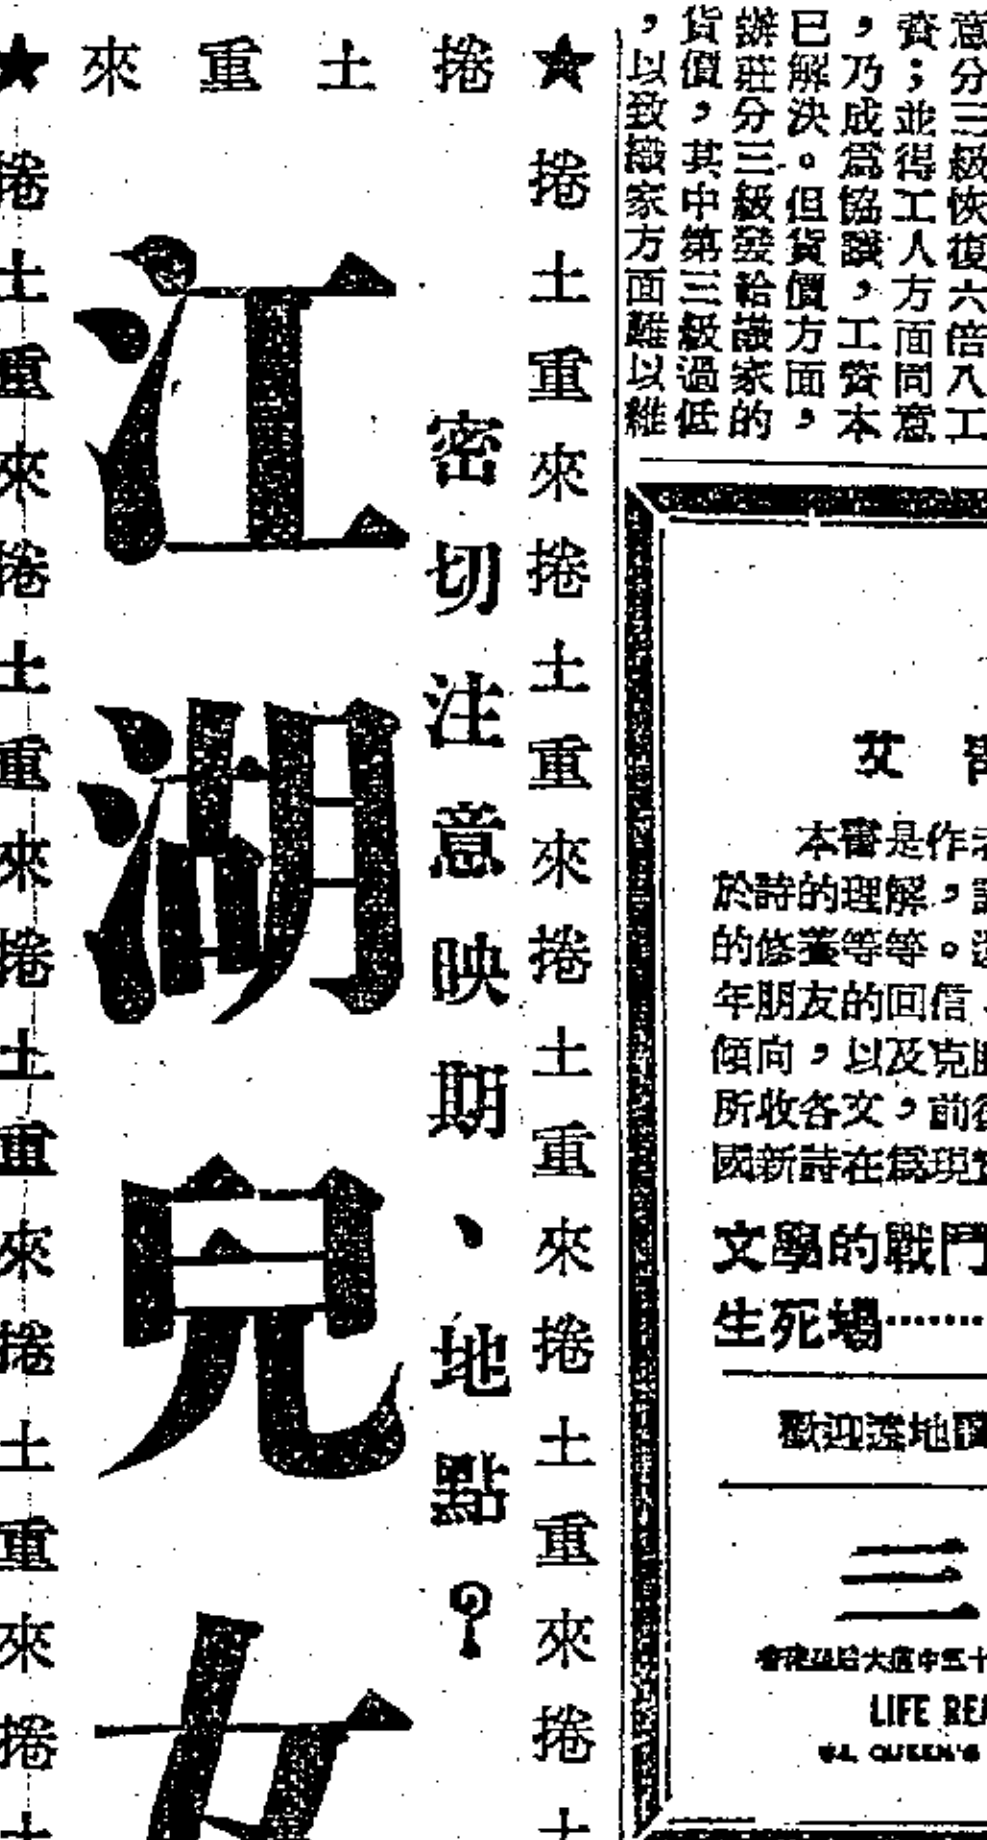 意分三級恢復六倍八工
資；並得工人方面同意
，乃成爲協議，工資本
已解決。但貨價方面，
辦莊分三級發給織家的
貨價，其中第三級過低
，以致織家方面難以維
艾
本書是作者
於詩的理解，
的修養等等。
年朋友的回信、
傾向，以及克
所收各文，前
國新詩在爲現
文學的戰鬥
生死場……
歡迎
三
LIFE REA
QUEEN'S
★捲土重來★
捲土重來捲土重來捲土重來捲土重來捲土
密切注意映期、地點？
江湖兒女
捲土重來捲土重來捲土重來捲土重來捲土